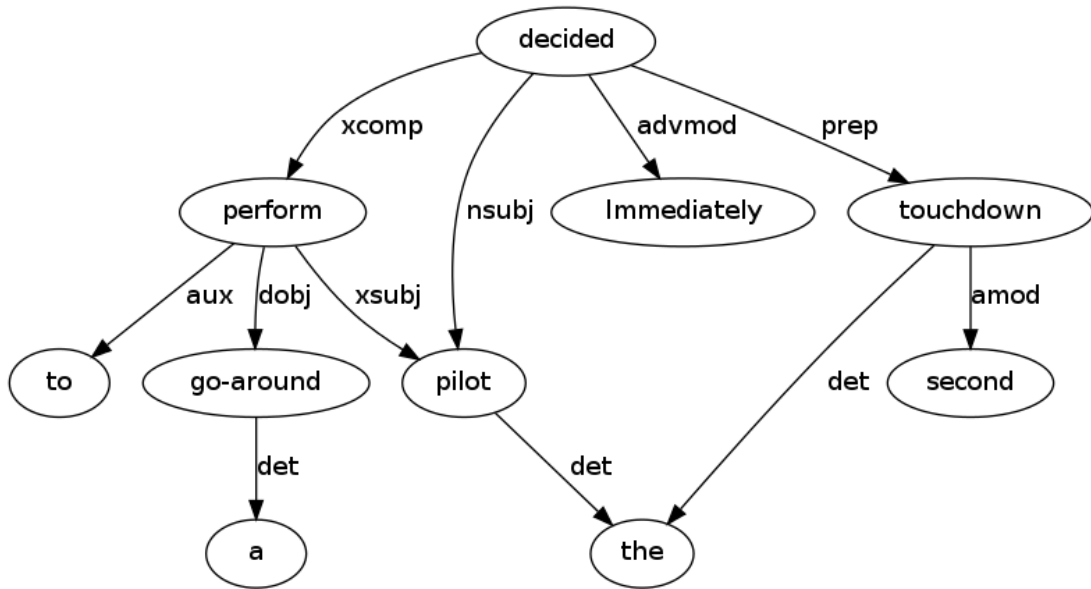 decided
xcomp
advmod
prep
perform
nsubj
Immediately
touchdown
aux
dobj
xsubj
amod
to
go-around
pilot
det
second
det
det
a
the